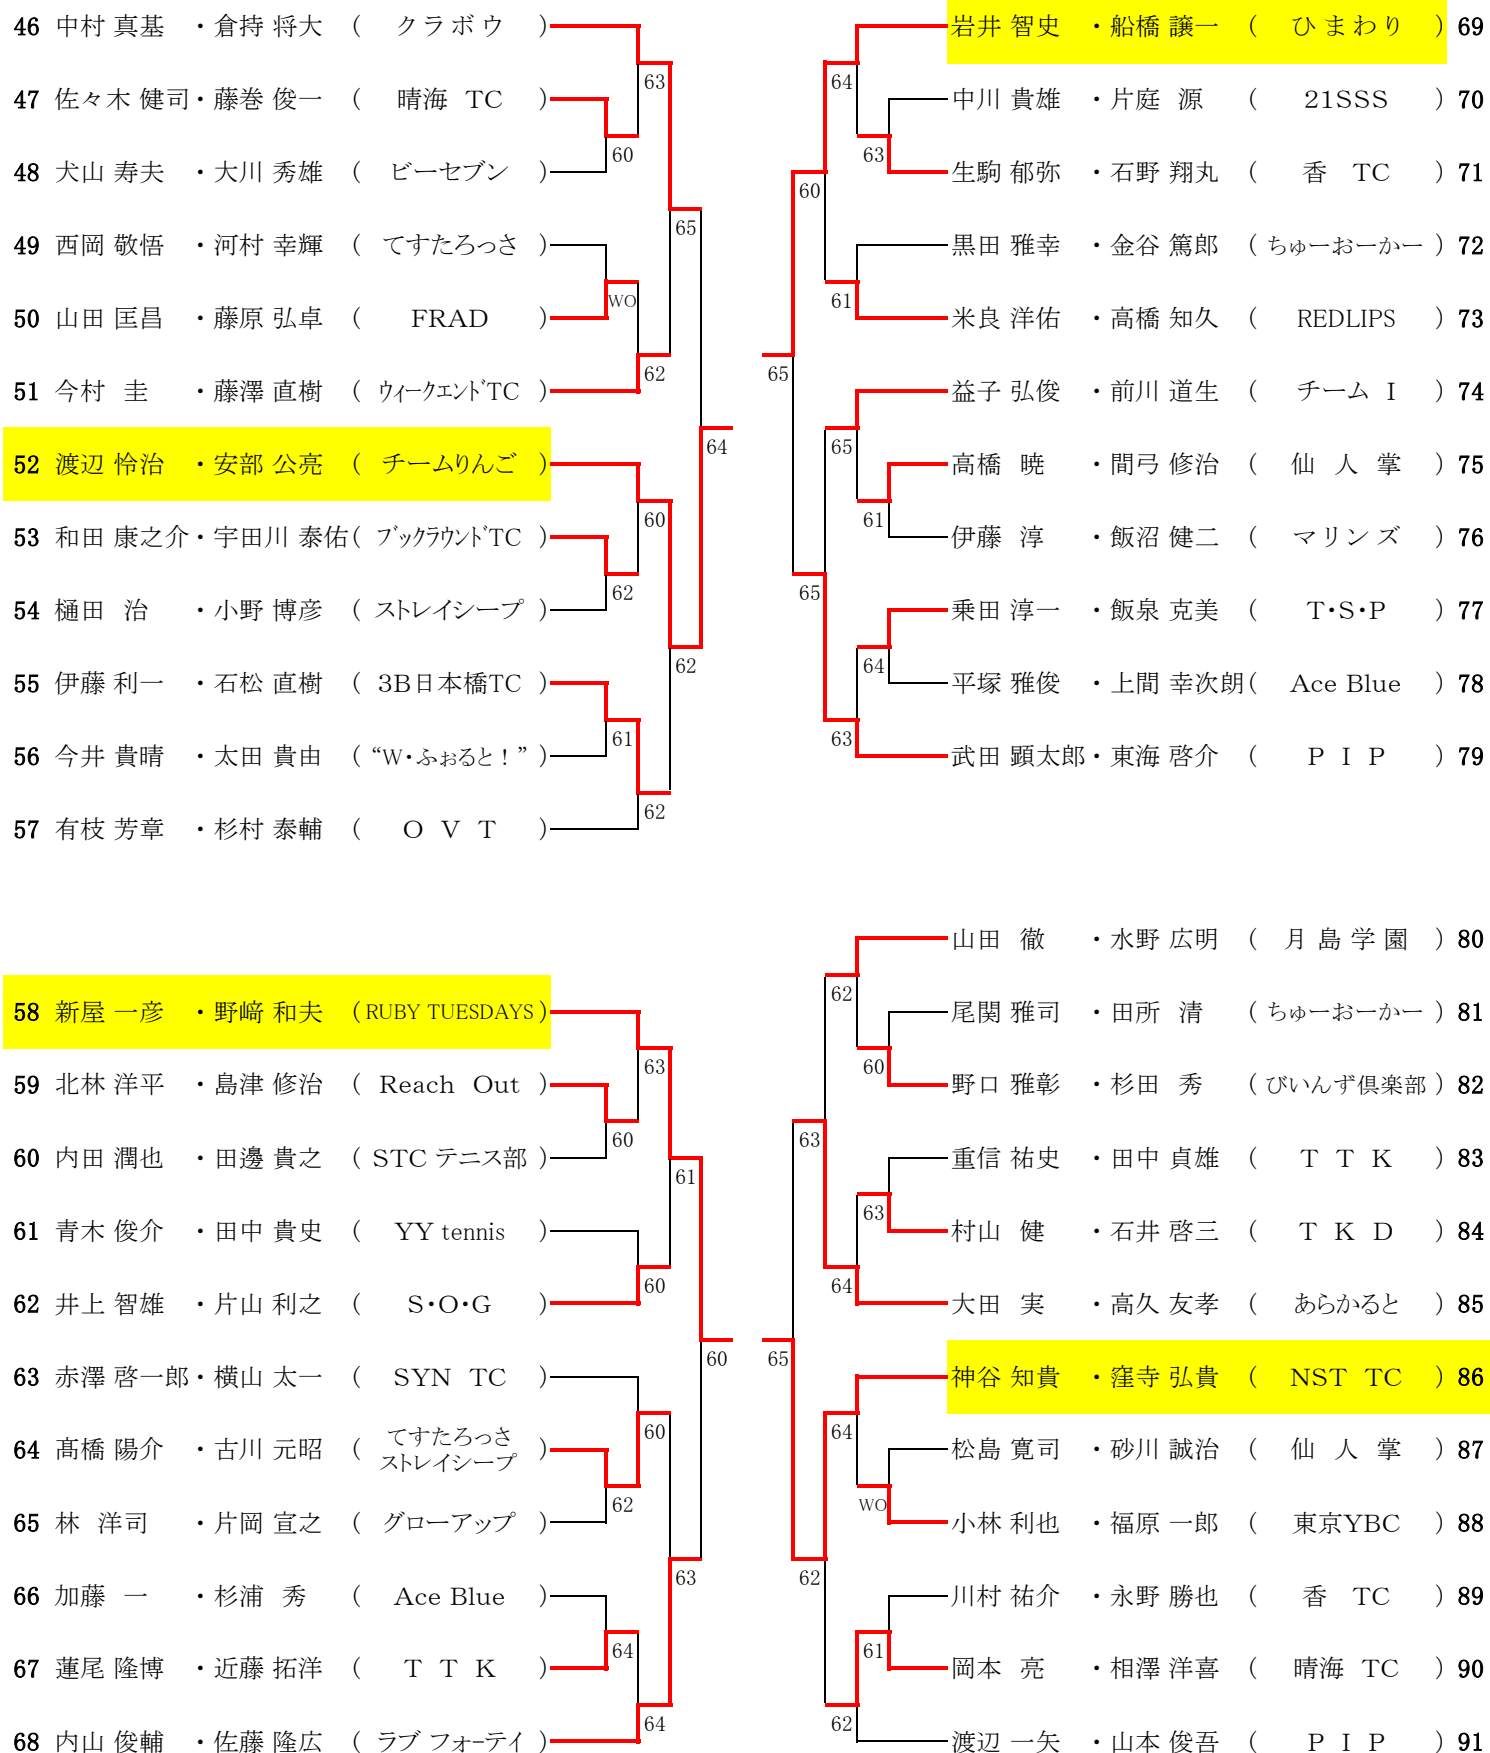 46 中村 真基 ・倉持 将大 ( クラボウ )
63
47 佐々木 健司・藤巻 俊一 ( 晴海 TC )
60
48 犬山 寿夫 ・大川 秀雄 ( ビーセブン )
65
49 西岡 敬悟 ・河村 幸輝 ( てすたろっさ )
WO
50 山田 匡昌 ・藤原 弘卓 ( FRAD )
62
51 今村 圭 ・藤澤 直樹 ( ウィークエンドTC )
64
52 渡辺 怜治 ・安部 公亮 ( チームりんご )
60
53 和田 康之介・宇田川 泰佑( ブックラウンドTC )
62
54 樋田 治 ・小野 博彦 ( ストレイシープ )
62
55 伊藤 利一 ・石松 直樹 ( 3B日本橋TC )
61
56 今井 貴晴 ・太田 貴由 ( “W・ふぉると！” )
62
57 有枝 芳章 ・杉村 泰輔 ( O V T )
岩井 智史 ・船橋 譲一 ( ひまわり ) 69
64
中川 貴雄 ・片庭 源 ( 21SSS ) 70
63
生駒 郁弥 ・石野 翔丸 ( 香 TC ) 71
60
黒田 雅幸 ・金谷 篤郎 ( ちゅーおーかー ) 72
61
米良 洋佑 ・高橋 知久 ( REDLIPS ) 73
65
益子 弘俊 ・前川 道生 ( チーム I ) 74
65
高橋 暁 ・間弓 修治 ( 仙人掌 ) 75
61
伊藤 淳 ・飯沼 健二 ( マリンズ ) 76
65
乗田 淳一 ・飯泉 克美 ( T・S・P ) 77
64
平塚 雅俊 ・上間 幸次朗( Ace Blue ) 78
63
武田 顕太郎・東海 啓介 ( P I P ) 79
58 新屋 一彦 ・野﨑 和夫 ( RUBY TUESDAYS )
63
59 北林 洋平 ・島津 修治 ( Reach Out )
60
60 内田 潤也 ・田邊 貴之 ( STC テニス部 )
61
61 青木 俊介 ・田中 貴史 ( YY tennis )
60
62 井上 智雄 ・片山 利之 ( S・O・G )
60
63 赤澤 啓一郎・横山 太一 ( SYN TC )
60
64 髙橋 陽介 ・古川 元昭 ( てすたろっさ
ストレイシープ )
62
65 林 洋司 ・片岡 宣之 ( グローアップ )
63
66 加藤 一 ・杉浦 秀 ( Ace Blue )
64
67 蓮尾 隆博 ・近藤 拓洋 ( T T K )
64
68 内山 俊輔 ・佐藤 隆広 ( ラブ フォーテイ )
山田 徹 ・水野 広明 ( 月島学園 ) 80
62
尾関 雅司 ・田所 清 ( ちゅーおーかー ) 81
60
野口 雅彰 ・杉田 秀 ( びいんず倶楽部 ) 82
63
重信 祐史 ・田中 貞雄 ( T T K ) 83
63
村山 健 ・石井 啓三 ( T K D ) 84
64
大田 実 ・高久 友孝 ( あらかると ) 85
65
神谷 知貴 ・窪寺 弘貴 ( NST TC ) 86
64
松島 寛司 ・砂川 誠治 ( 仙人掌 ) 87
WO
小林 利也 ・福原 一郎 ( 東京YBC ) 88
62
川村 祐介 ・永野 勝也 ( 香 TC ) 89
61
岡本 亮 ・相澤 洋喜 ( 晴海 TC ) 90
62
渡辺 一矢 ・山本 俊吾 ( P I P ) 91